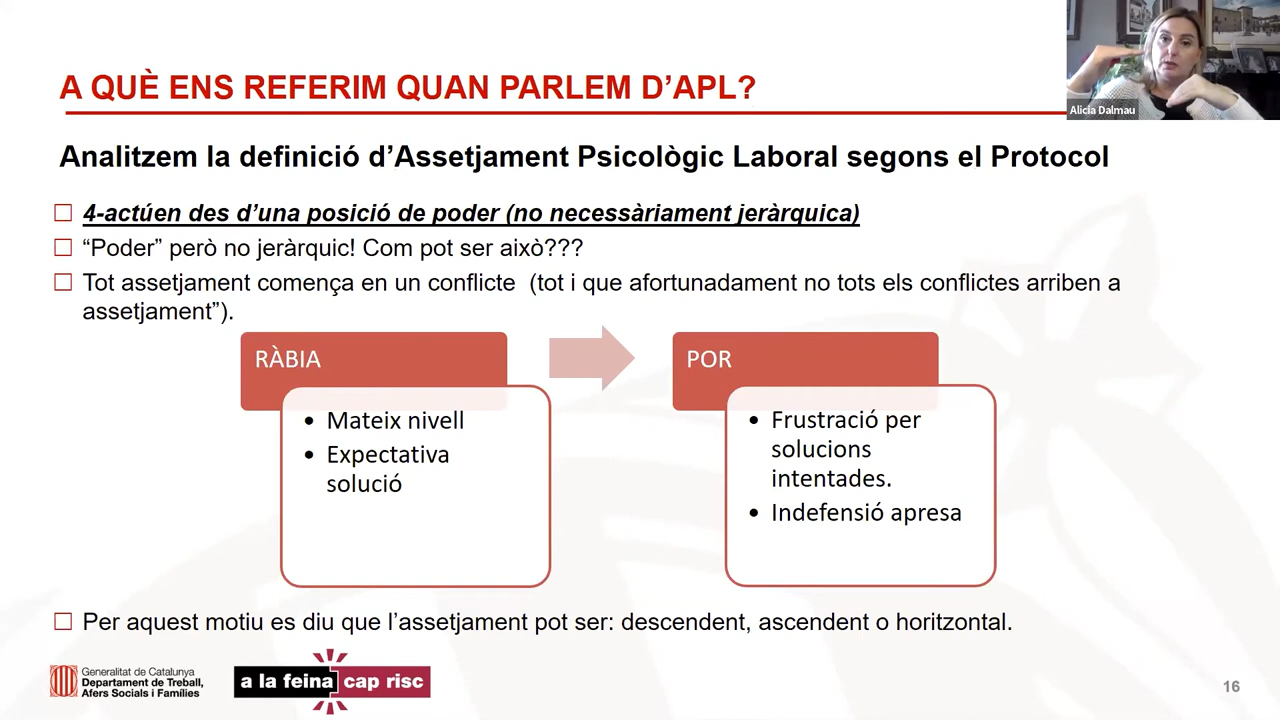 A QUÈ ENS REFERIM QUAN PARLEM D’APL?
Alicia Dalmau
Analitzem la definició d’Assetjament Psicològic Laboral segons el Protocol
4-actúen des d’una posició de poder (no necessàriament jeràrquica)
“Poder” però no jeràrquic! Com pot ser això???
Tot assetjament comença en un conflicte (tot i que afortunadament no tots els conflictes arriben a
assetjament”).
RÀBIA
• Mateix nivell
• Expectativa
solució
POR
• Frustració per
solucions
intentades.
• Indefensió apresa
Per aquest motiu es diu que l’assetjament pot ser: descendent, ascendent o horitzontal.
Generalitat de Catalunya
Departament de Treball,
Afers Socials i Famílies
a la feina cap risc
16